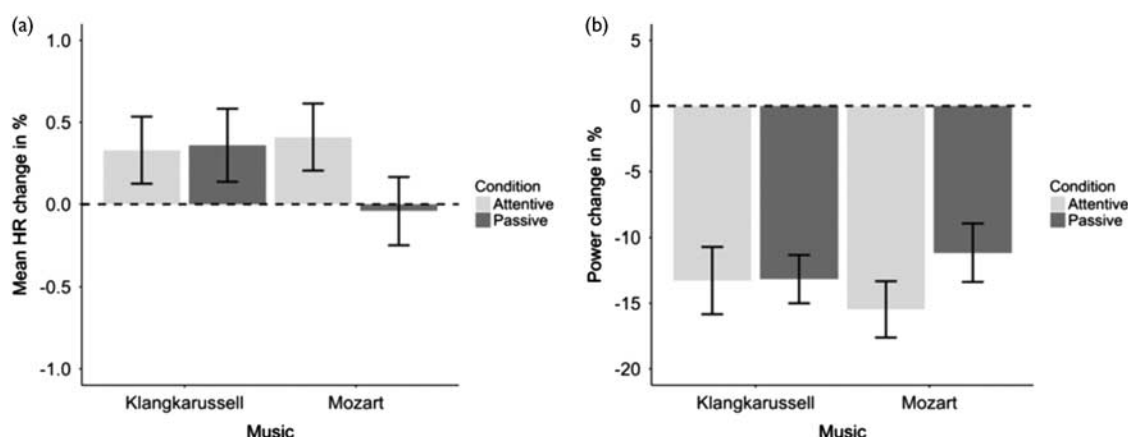 (a)
Mean HR change in %
1.0
0.5
0.0
-0.5
-1.0
Klangkarussell Mozart
Music
Condition
Attentive
Passive
(b)
Power change in %
5
0
-5
-10
-15
-20
Klangkarussell Mozart
Music
Condition
Attentive
Passive